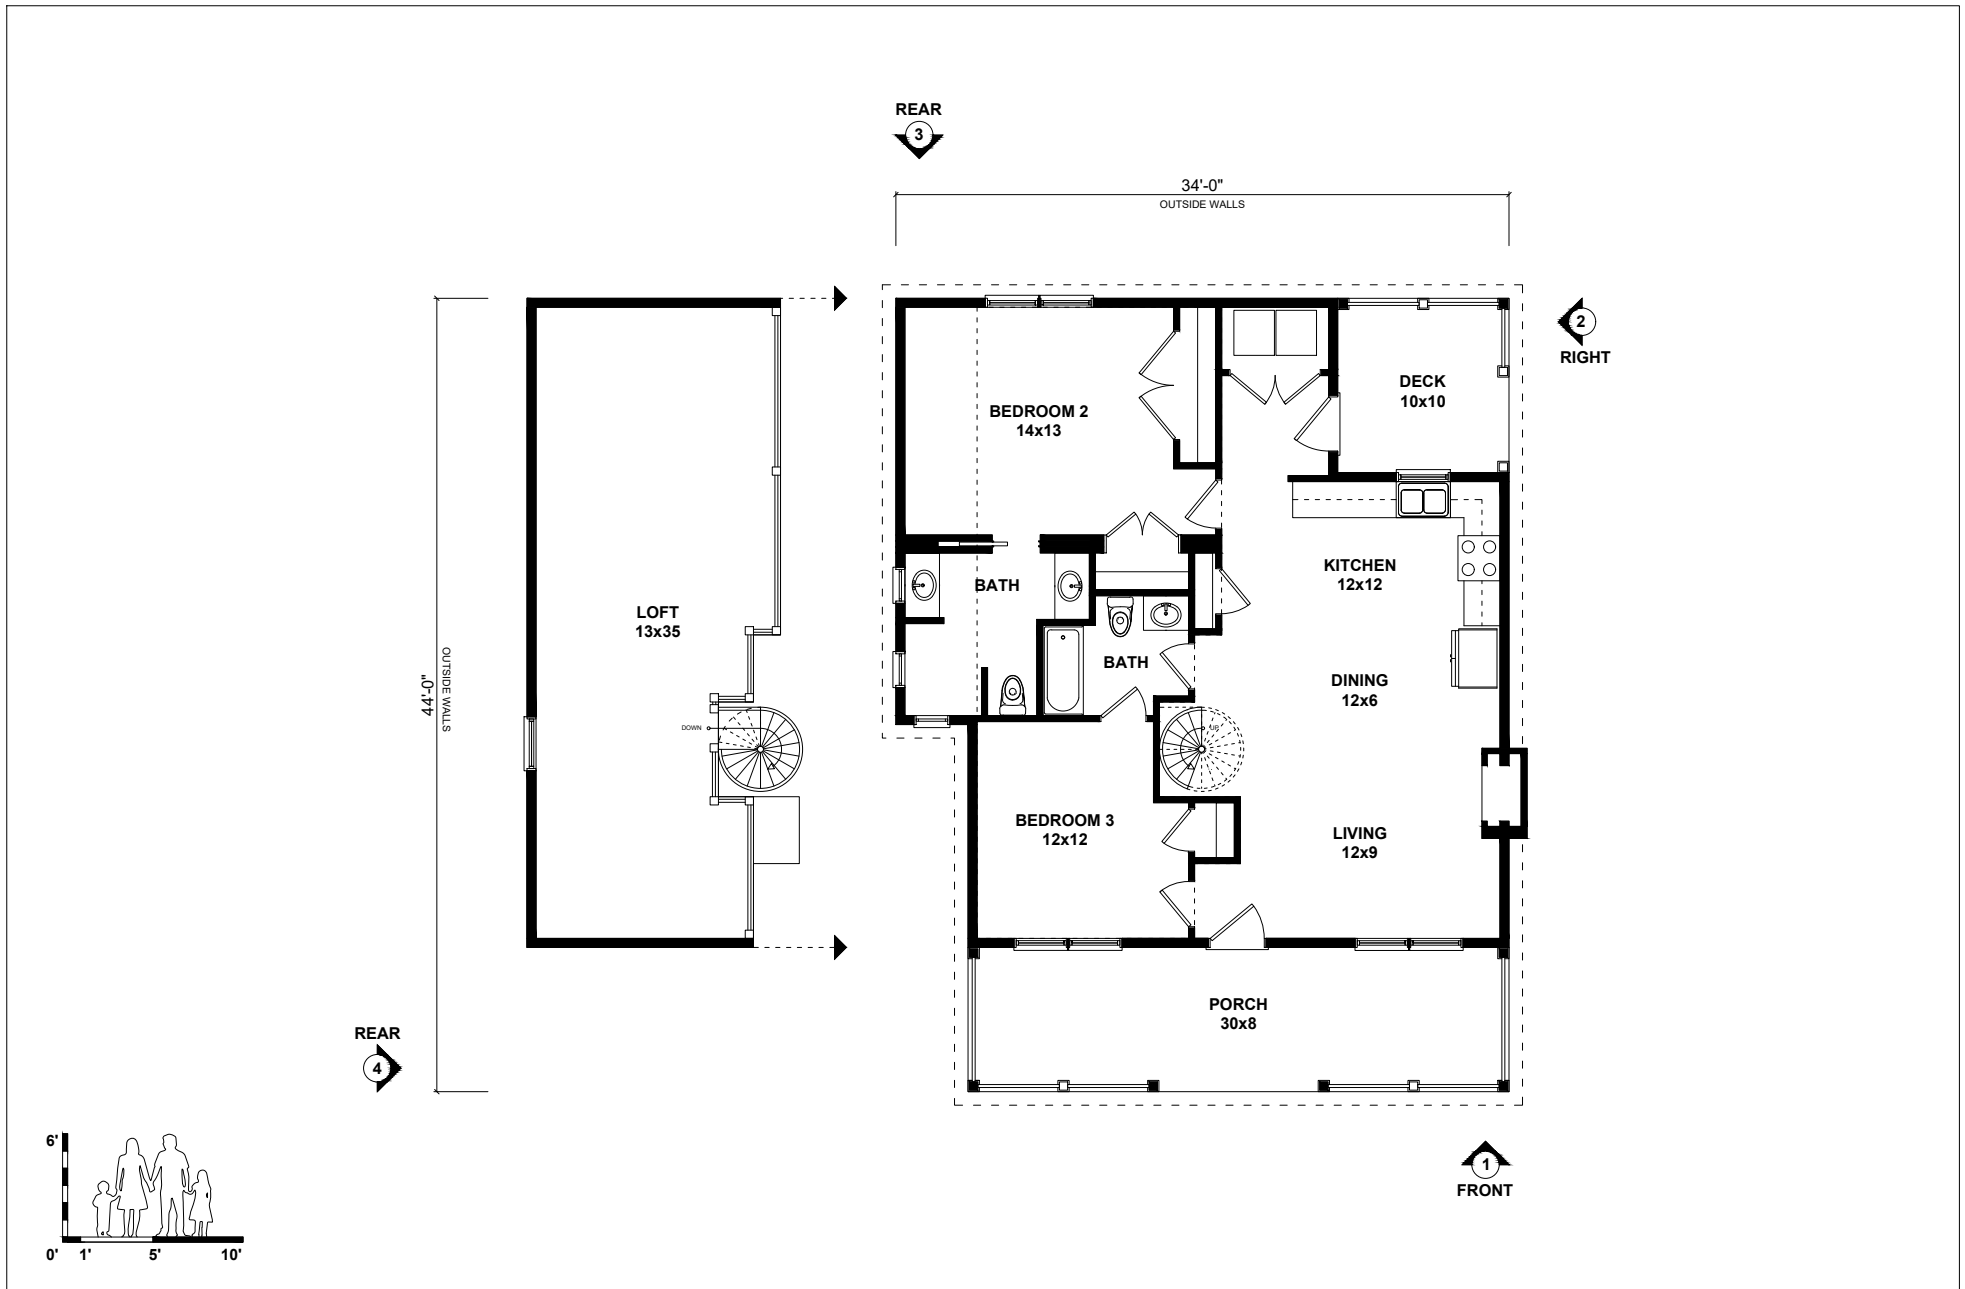 REAR
3
34'-0"
OUTSIDE WALLS
2
RIGHT
DECK
10x10
BEDROOM 2
14x13
KITCHEN
12x12
BATH
LOFT
13x35
BATH
DINING
12x6
44'-0"
OUTSIDE WALLS
DOWN
UP
BEDROOM 3
12x12
LIVING
12x9
PORCH
30x8
REAR
4
6'
0' 1' 5' 10'
1
FRONT